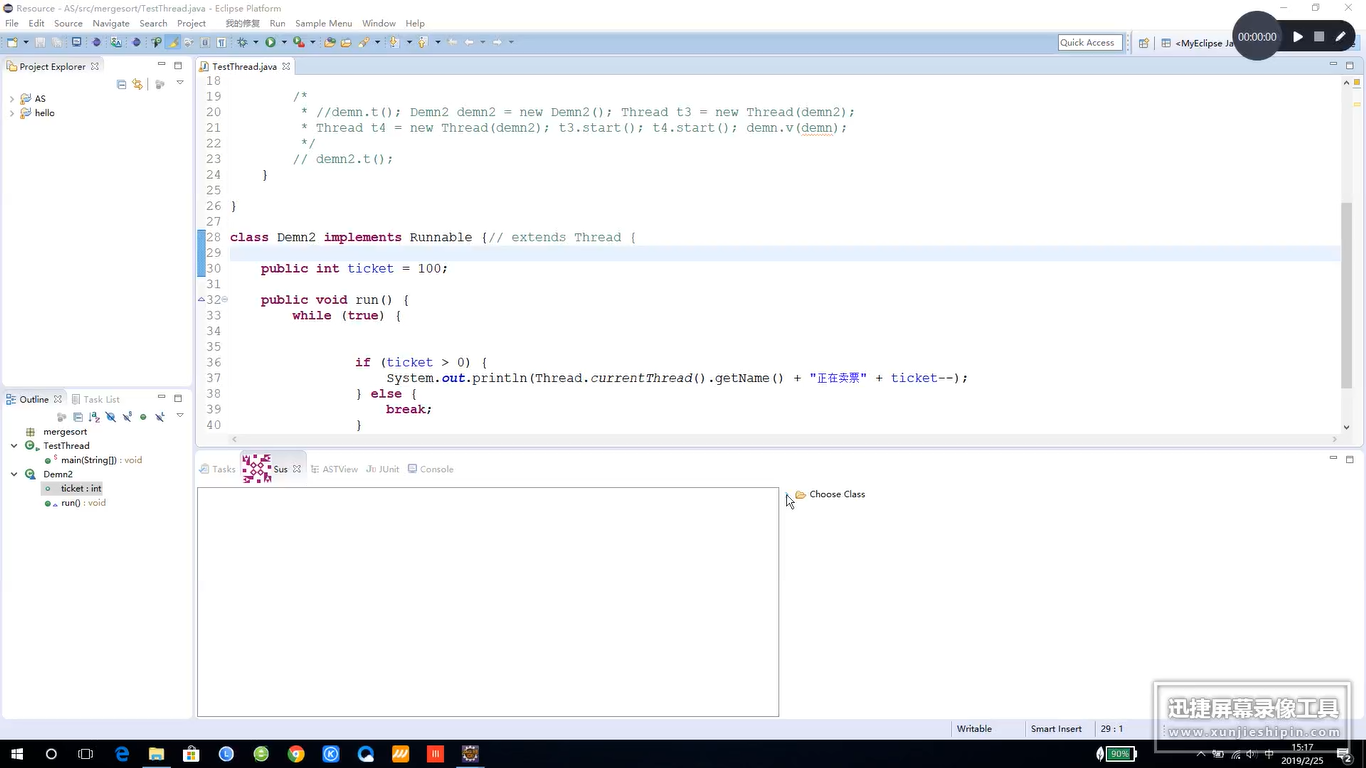 Resource - AS/src/mergesort/TestThread.java - Eclipse Platform
File Edit Source Navigate Search Project 我的修复 Run Sample Menu Window Help
00:00:00
Quick Access
<MyEclipse Ja
Project Explorer
TestThread.java
AS
hello
18
19 /*
20 * //demn.t(); Demn2 demn2 = new Demn2(); Thread t3 = new Thread(demn2);
21 * Thread t4 = new Thread(demn2); t3.start(); t4.start(); demn.v(demn);
22 */
23 // demn2.t();
24 }
25
26 }
27
28 class Demn2 implements Runnable {// extends Thread {
29
30 public int ticket = 100;
31
32 public void run() {
33 while (true) {
34
35
36 if (ticket > 0) {
37 System.out.println(Thread.currentThread().getName() + "正在卖票" + ticket--);
38 } else {
39 break;
40 }
Outline
Task List
mergesort
TestThread
main(String[]) : void
Demn2
ticket : int
run() : void
Tasks Sus ASTView JUnit Console
Choose Class
Writable Smart Insert 29 : 1
迅捷屏幕录像工具
www.xunjieshipin.com
90%
中
15:17
2019/2/25
2